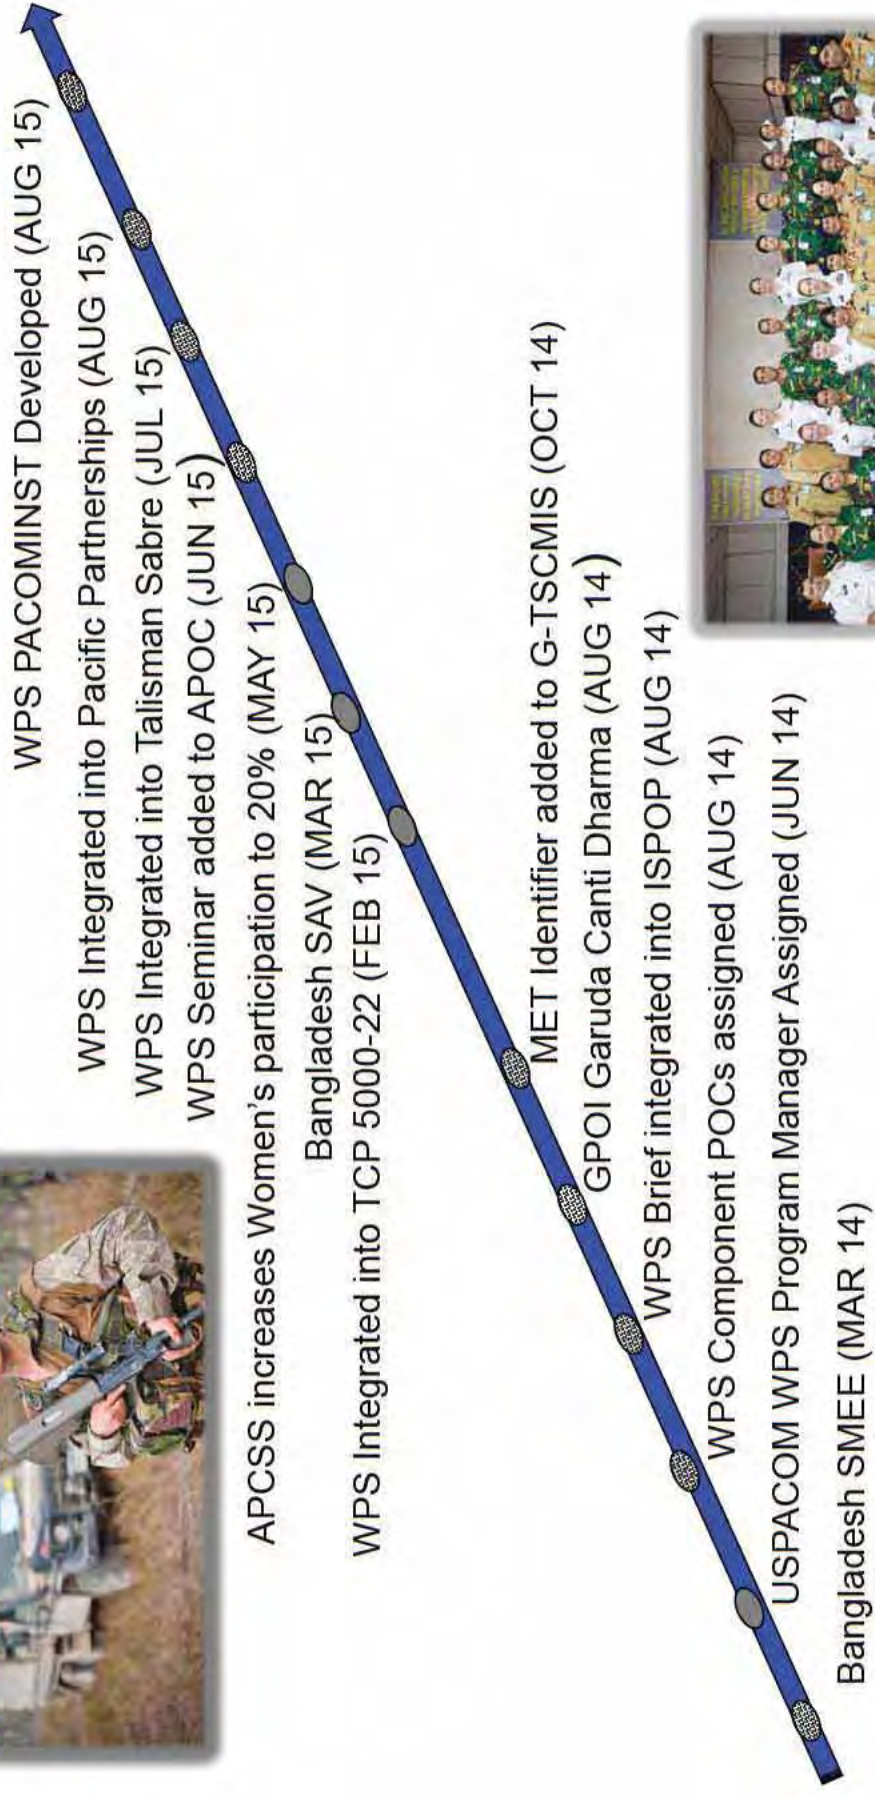 WPS PACOMINST Developed (AUG 15)
WPS Integrated into Pacific Partnerships (AUG 15)
WPS Integrated into Talisman Sabre (JUL 15)
WPS Seminar added to APOC (JUN 15)
APCSS increases Women's participation to 20% (MAY 15)
Bangladesh SAV (MAR 15)
WPS Integrated into TCP 5000-22 (FEB 15)
MET Identifier added to G-TSCMIS (OCT 14)
GPOI Garuda Canti Dharma (AUG 14)
WPS Brief integrated into ISPOP (AUG 14)
WPS Component POCs assigned (AUG 14)
USPACOM WPS Program Manager Assigned (JUN 14)
Bangladesh SMEE (MAR 14)